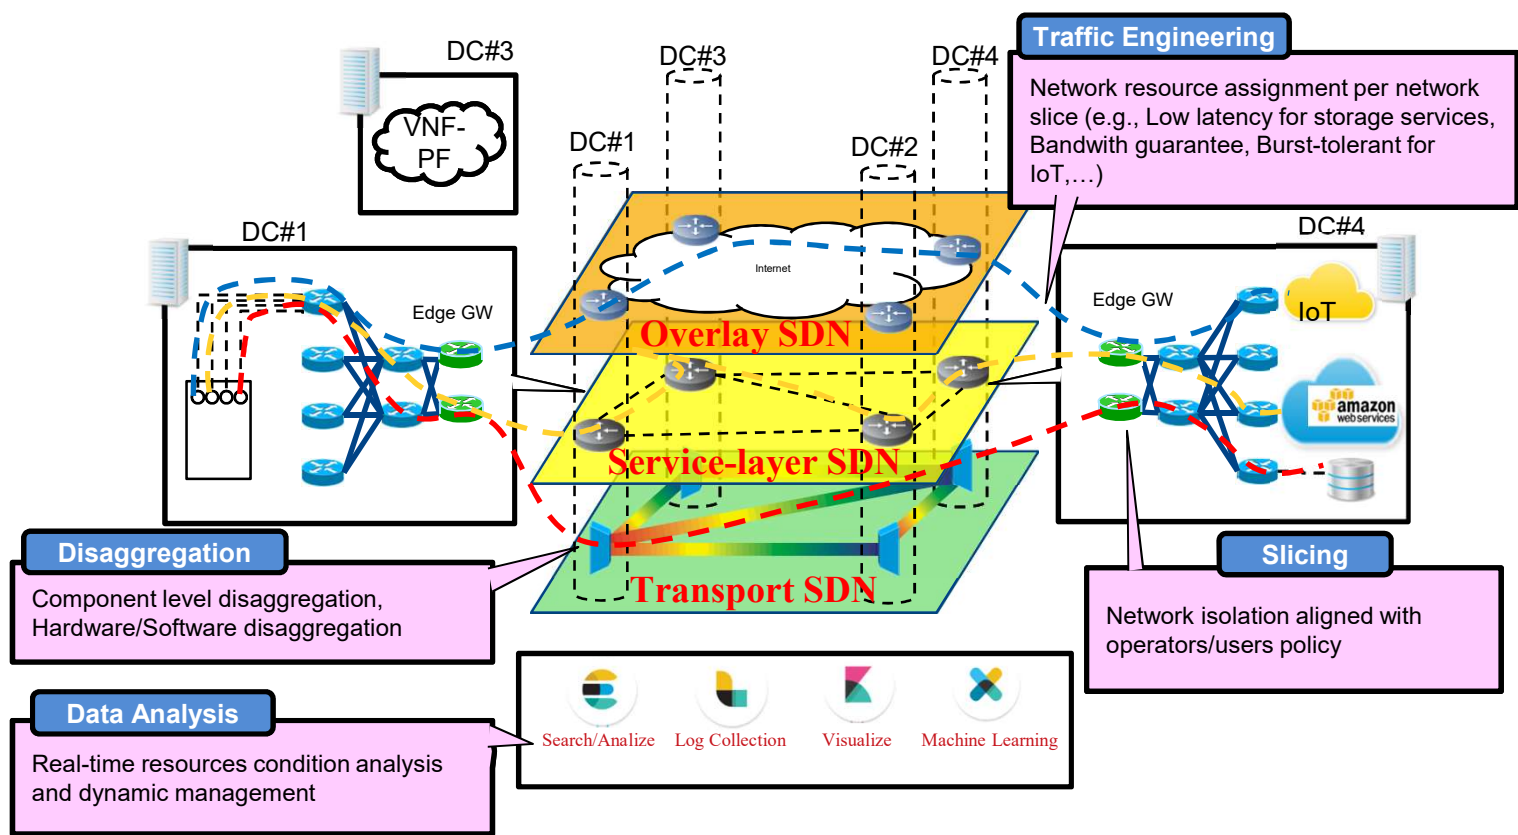 DC#3
VNF-
PF
DC#3
DC#4
DC#1
DC#2
Traffic Engineering
Network resource assignment per network
slice (e.g., Low latency for storage services,
Bandwith guarantee, Burst-tolerant for
IoT,…)
DC#1
Edge GW
Internet
Overlay SDN
Service-layer SDN
Transport SDN
DC#4
Edge GW
IoT
amazon
web services
Disaggregation
Component level disaggregation,
Hardware/Software disaggregation
Slicing
Network isolation aligned with
operators/users policy
Data Analysis
Real-time resources condition analysis
and dynamic management
Search/Analize
Log Collection
Visualize
Machine Learning